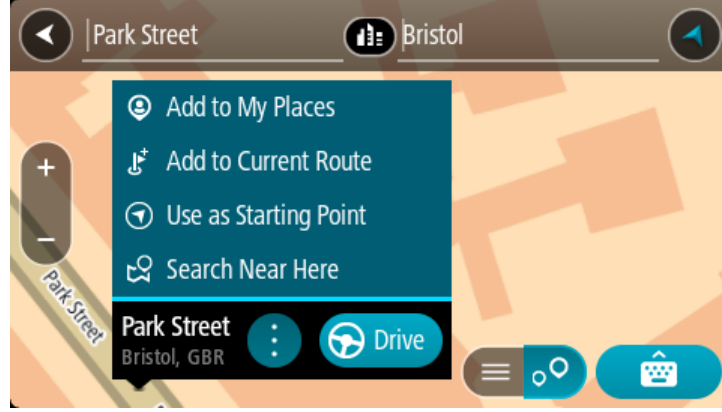 Park Street
Bristol
Add to My Places
Add to Current Route
Use as Starting Point
Search Near Here
+
−
Park Street
Park Street
Bristol, GBR
Drive